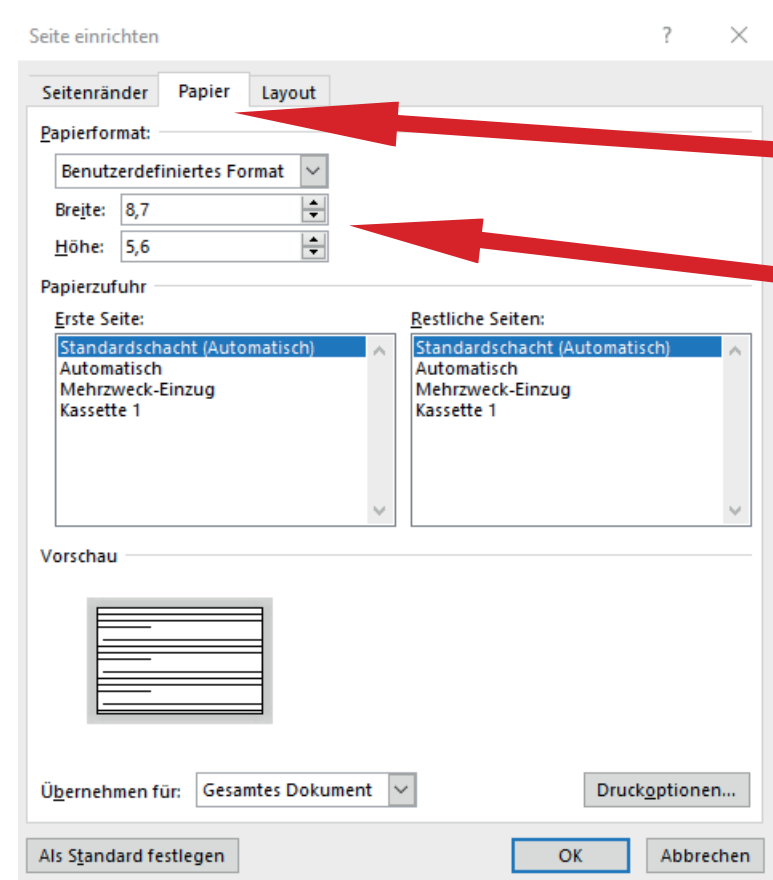 Seite einrichten ? ×
Seitenränder Papier Layout
Papierformat:
Benutzerdefiniertes Format
Breite: 8,7
Höhe: 5,6
Papierzufuhr
Erste Seite: Restliche Seiten:
Standardschacht (Automatisch) Standardschacht (Automatisch)
Automatisch Automatisch
Mehrzweck-Einzug Mehrzweck-Einzug
Kassette 1 Kassette 1
Vorschau
Übernehmen für: Gesamtes Dokument Druckoptionen...
Als Standard festlegen OK Abbrechen